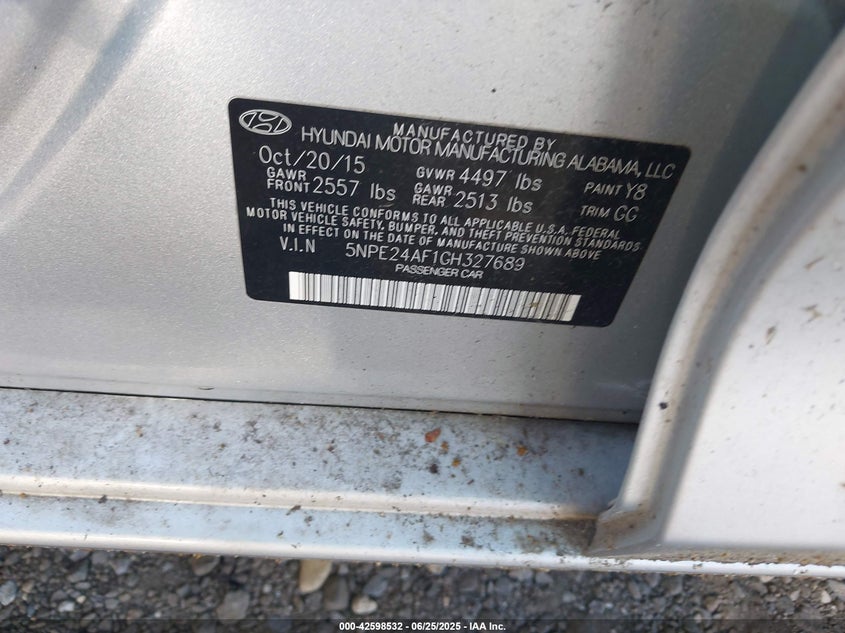 MANUFACTURED BY
HYUNDAI MOTOR MANUFACTURING ALABAMA, LLC
Oct/20/15 GVWR 4497 lbs PAINT Y8
GAWR FRONT 2557 lbs GAWR REAR 2513 lbs TRIM GG
THIS VEHICLE CONFORMS TO ALL APPLICABLE U.S.A. FEDERAL
MOTOR VEHICLE SAFETY, BUMPER, AND THEFT PREVENTION STANDARDS
IN EFFECT ON THE DATE OF MANUFACTURE SHOWN ABOVE.
V.I.N 5NPE24AF1GH327689
PASSENGER CAR
000-42598532 - 06/25/2025 - IAA Inc.